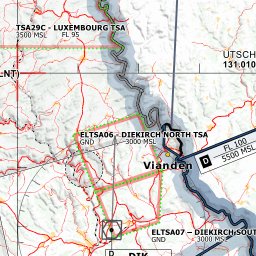 TSA29C - LUXEMBOURG TSA
3500 MSL FL 95
UTSCH
131.010
LNT)
ELTSA06 - DIEKIRCH NORTH TSA
GND 3000 MSL
FL 100
5500 MSL
D
Vianden
ELTSA07 – DIEKIRCH SOUT
GND 3000 MS
DIK
D